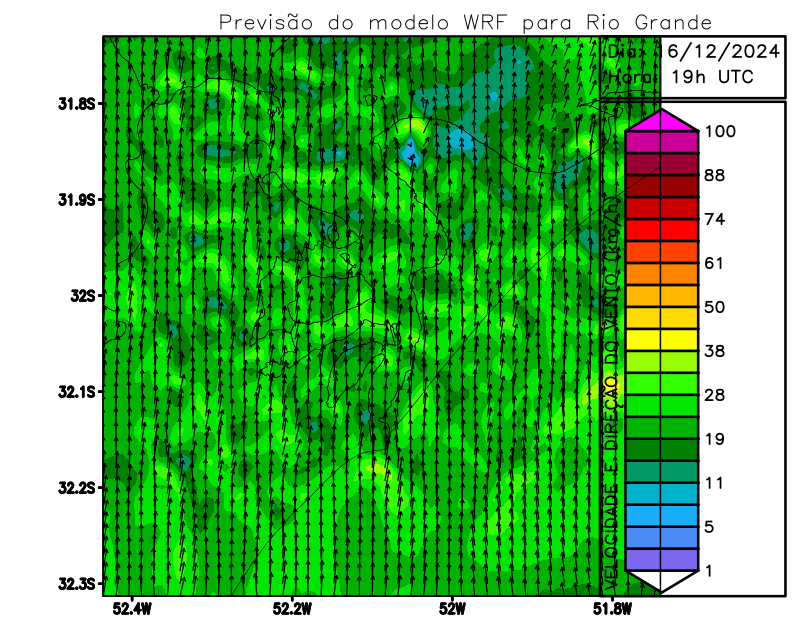 Previsão do modelo WRF para Rio Grande
Dia: 16/12/2024
Hora: 19h UTC
31.8S
31.9S
32S
32.1S
32.2S
32.3S
52.4W
52.2W
52W
51.8W
VELOCIDADE E DIREÇÃO DO VENTO (km/h)
100
88
74
61
50
38
28
19
11
5
1